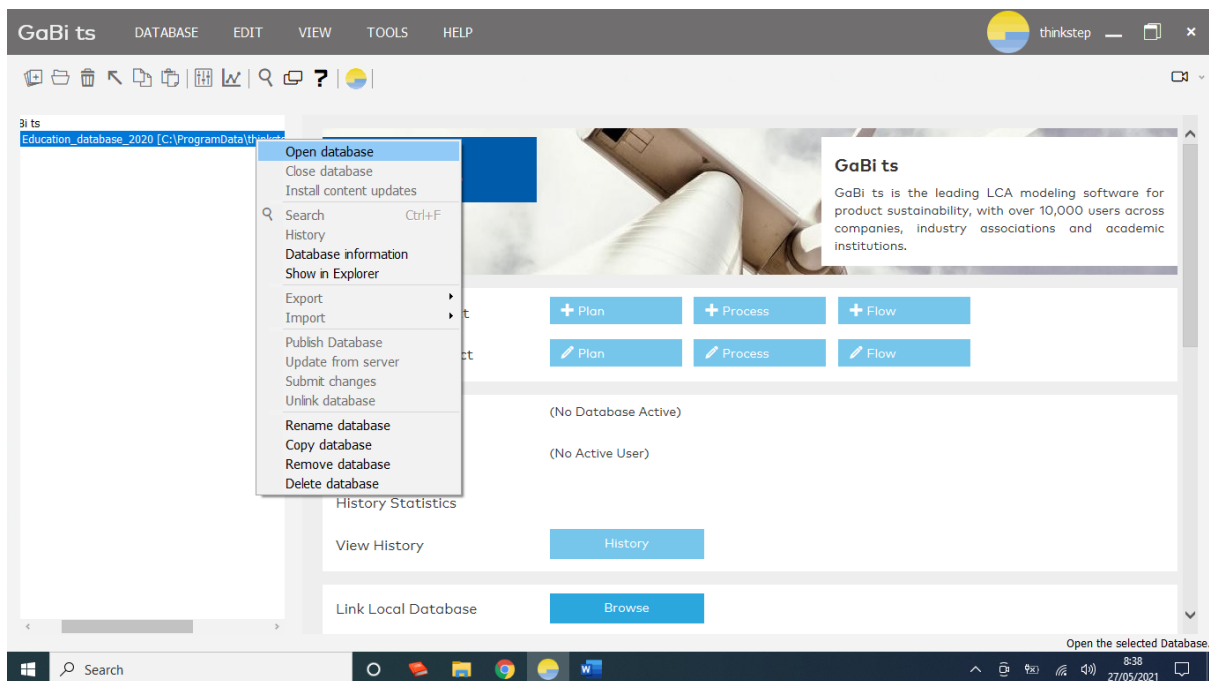 GaBi ts DATABASE EDIT VIEW TOOLS HELP thinkstep
Bi ts
Education_database_2020 [C:\ProgramData\thinkste
Open database
Close database
Install content updates
Search Ctrl+F
History
Database information
Show in Explorer
Export
Import
Publish Database
Update from server
Submit changes
Unlink database
Rename database
Copy database
Remove database
Delete database
GaBi ts
GaBi ts is the leading LCA modeling software for
product sustainability, with over 10,000 users across
companies, industry associations and academic
institutions.
t Plan Process Flow
ct Plan Process Flow
(No Database Active)
(No Active User)
History Statistics
View History History
Link Local Database Browse
Open the selected Database.
Search 8:38
27/05/2021